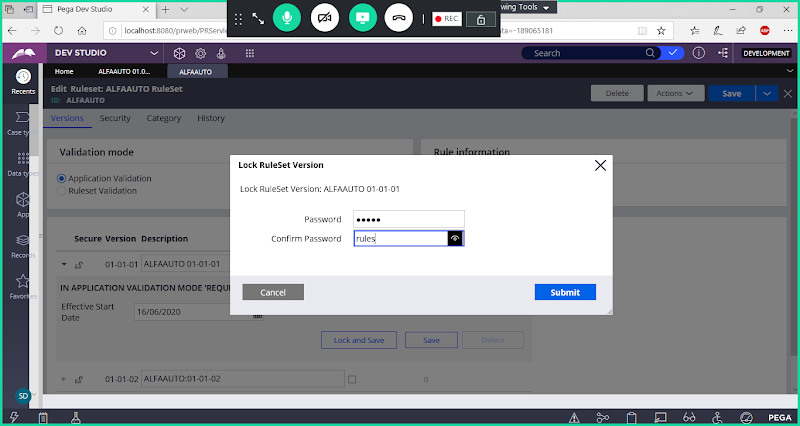 Pega Dev Studio
wing Tools
REC
localhost:8080/prweb/PRServ
data=-189065181
DEV STUDIO
Search
DEVELOPMENT
Recents
Home
ALFAAUTO 01.0...
ALFAAUTO
Edit Ruleset: ALFAAUTO RuleSet
ID: ALFAAUTO
Delete
Actions
Save
Case ty
Versions
Security
Category
History
Data types
Validation mode
Rule information
Application Validation
Ruleset Validation
App
Lock RuleSet Version
Lock RuleSet Version: ALFAAUTO 01-01-01
Password
•••••
Confirm Password
rules
Cancel
Submit
Records
Secure Version Description
01-01-01
ALFAAUTO 01-01-01
Favorites
IN APPLICATION VALIDATION MODE 'REQU
Effective Start
Date
16/06/2020
Lock and Save
Save
Delete
01-01-02
ALFAAUTO:01-01-02
0
SD
PEGA